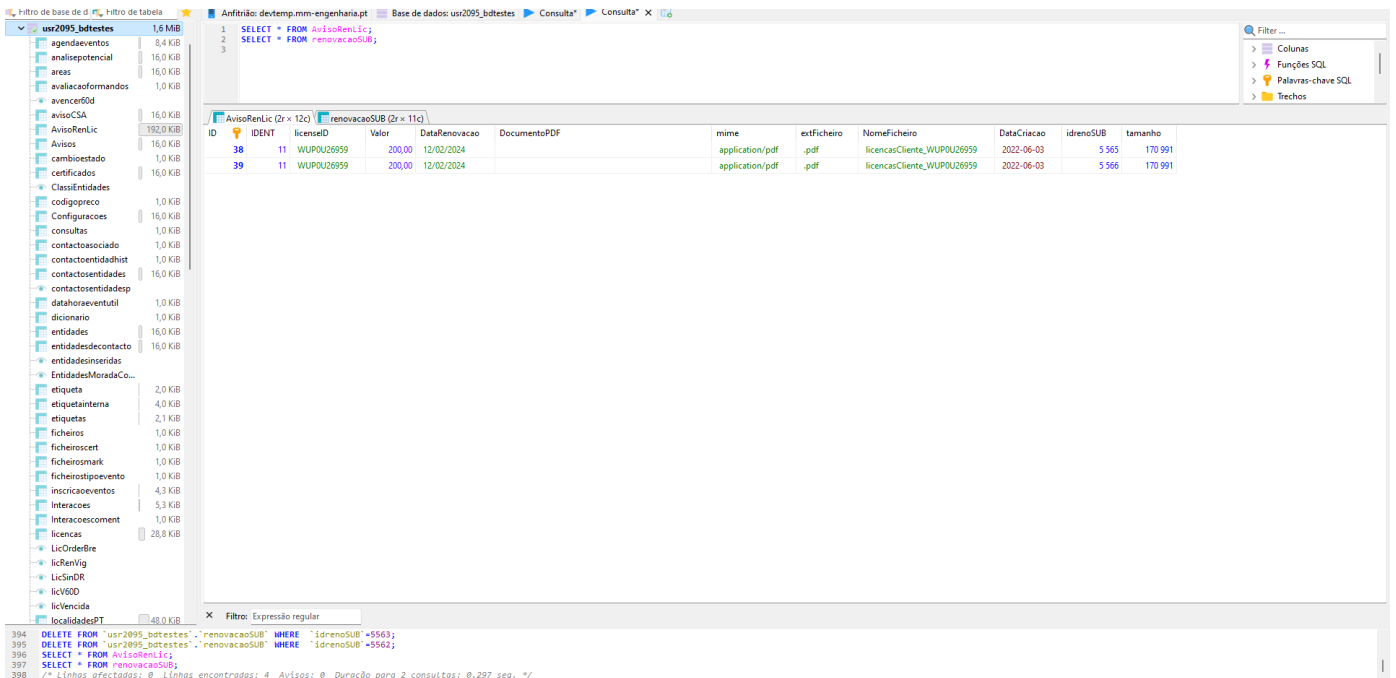 Filtro de base de d Filtro de tabela Anfitrião: devtemp.mm-engenharia.pt Base de dados: usr2095_bdtestes Consulta* Consulta* X
usr2095_bdtestes 1,6 MiB
agendaeventos 8,4 KiB
analisepotencial 16,0 KiB
areas 16,0 KiB
avaliacaoformandos 1,0 KiB
avencer60d
avisoCSA 16,0 KiB
AvisoRenLic 192,0 KiB
Avisos 16,0 KiB
cambioestado 1,0 KiB
certificados 16,0 KiB
ClassiEntidades
codigopreco 1,0 KiB
Configuracoes 16,0 KiB
consultas 1,0 KiB
contactoasociado 1,0 KiB
contactoentidadhist 1,0 KiB
contactosentidades 16,0 KiB
contactosentidadesp
datahoraeventutil 1,0 KiB
dicionario 1,0 KiB
entidades 16,0 KiB
entidadesdecontacto 16,0 KiB
entidadesinseridas
EntidadesMoradaCo...
etiqueta 2,0 KiB
etiquetainterna 4,0 KiB
etiquetas 2,1 KiB
ficheiros 1,0 KiB
ficheiroscert 1,0 KiB
ficheirosmark 1,0 KiB
ficheirostipoevento 1,0 KiB
inscricaoeventos 4,3 KiB
Interacoes 5,3 KiB
Interacoescoment 1,0 KiB
licencas 28,8 KiB
LicOrderBre
licRenVig
LicSinDR
licV60D
licVencida
localidadesPT 48,0 KiB
1 SELECT * FROM AvisoRenLic;
2 SELECT * FROM renovacaoSUB;
3
Filter ...
Colunas
Funções SQL
Palavras-chave SQL
Trechos
AvisoRenLic (2r × 12c) renovacaoSUB (2r × 11c)
ID IDENT licenseID Valor DataRenovacao DocumentoPDF mime extFicheiro NomeFicheiro DataCriacao idrenoSUB tamanho
38 11 WUP0U26959 200,00 12/02/2024 application/pdf .pdf licencasCliente_WUP0U26959 2022-06-03 5 565 170 991
39 11 WUP0U26959 200,00 12/02/2024 application/pdf .pdf licencasCliente_WUP0U26959 2022-06-03 5 566 170 991
X Filtro: Expressão regular
394 DELETE FROM `usr2095_bdtestes`.`renovacaoSUB` WHERE `idrenoSUB`=5563;
395 DELETE FROM `usr2095_bdtestes`.`renovacaoSUB` WHERE `idrenoSUB`=5562;
396 SELECT * FROM AvisoRenLic;
397 SELECT * FROM renovacaoSUB;
398 /* Linhas afectadas: 0 Linhas encontradas: 4 Avisos: 0 Duração para 2 consultas: 0,297 seg. */